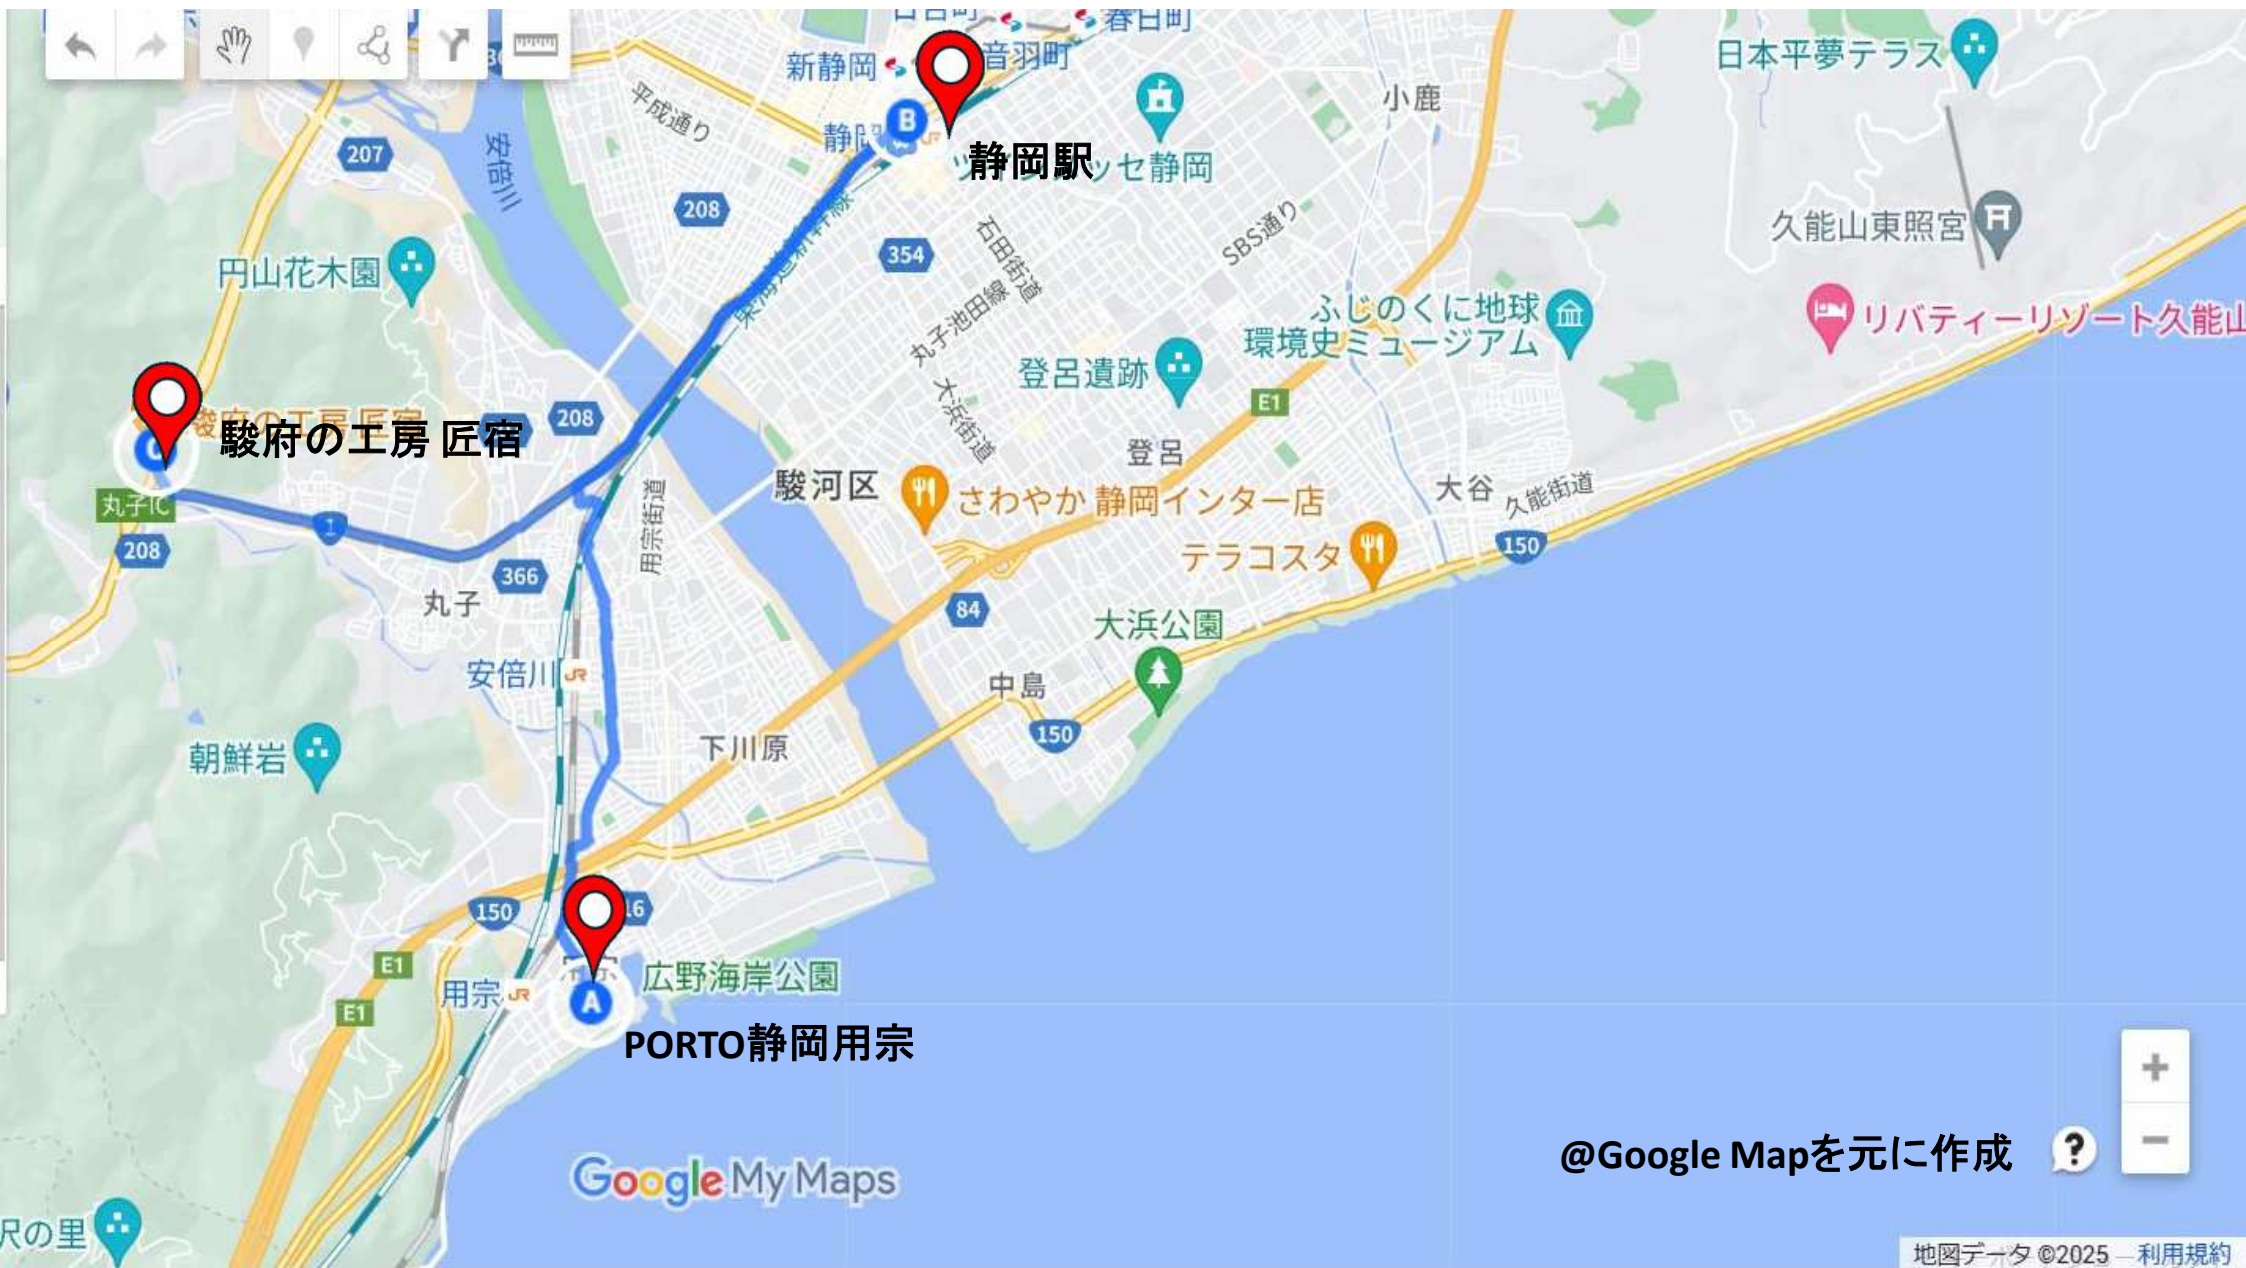 春日町
音羽町
新静岡
日本平夢テラス
小鹿
平成通り
207
安倍川
B
静岡駅
セ静岡
208
354
石田街道
SBS通り
久能山東照宮
円山花木園
丸子池田線
ふじのくに地球
環境史ミュージアム
リバティーリゾート久能山
登呂遺跡
大浜街道
E1
208
駿府の工房 匠宿
登呂
駿河区
さわやか 静岡インター店
大谷
久能街道
丸子IC
1
用宗街道
150
208
テラコスタ
366
丸子
84
大浜公園
安倍川
JR
中島
150
下川原
朝鮮岩
150
16
E1
広野海岸公園
用宗
JR
E1
A
PORTO静岡用宗
@Google Mapを元に作成
?
Google My Maps
沢の里
地図データ ©2025
利用規約